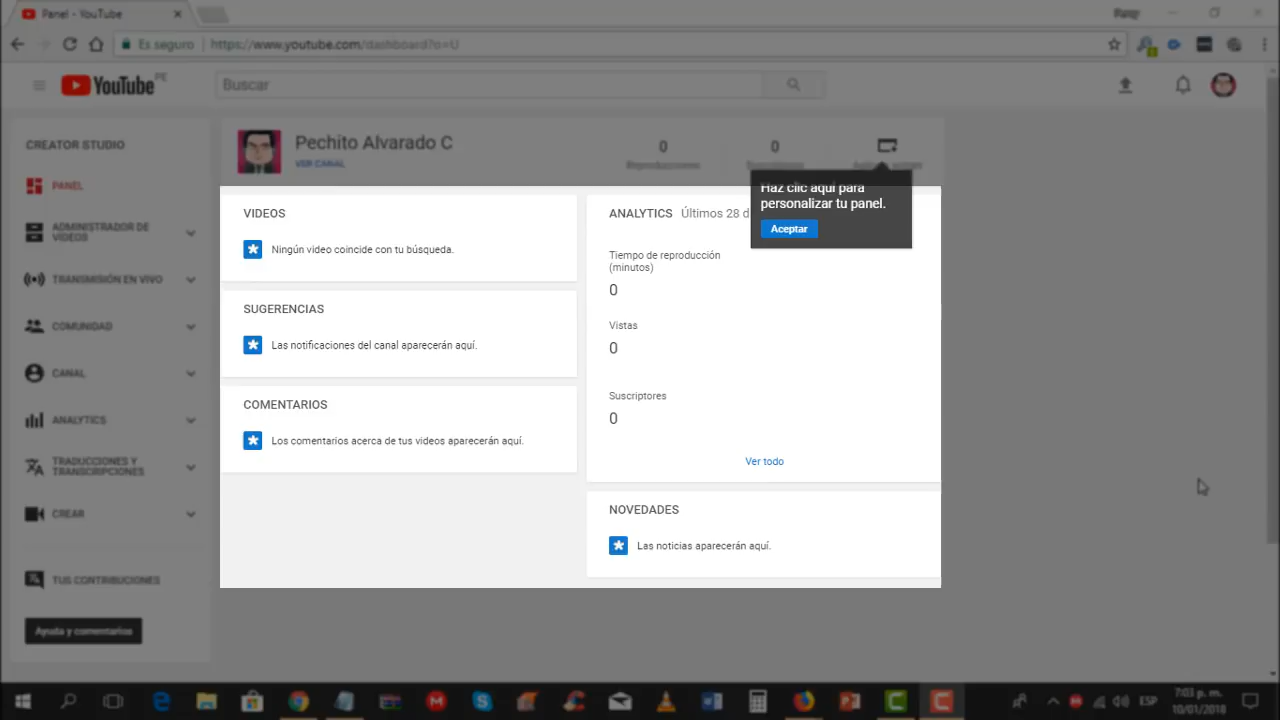 Panel - YouTube
Es seguro
https://www.youtube.com/dashboard?o=U
YouTube PE
Buscar
CREATOR STUDIO
PANEL
ADMINISTRADOR DE
VIDEOS
TRANSMISIÓN EN VIVO
COMUNIDAD
CANAL
ANALYTICS
TRADUCCIONES Y
TRANSCRIPCIONES
CREAR
TUS CONTRIBUCIONES
Ayuda y comentarios
Pechito Alvarado C
VER CANAL
0
Reproducciones
0
Suscriptores
Haz clic aquí para
personalizar tu panel.
Aceptar
VIDEOS
Ningún video coincide con tu búsqueda.
SUGERENCIAS
Las notificaciones del canal aparecerán aquí.
COMENTARIOS
Los comentarios acerca de tus videos aparecerán aquí.
ANALYTICS Últimos 28 d
Tiempo de reproducción
(minutos)
0
Vistas
0
Suscriptores
0
Ver todo
NOVEDADES
Las noticias aparecerán aquí.
ESP
7:03 p. m.
10/01/2018